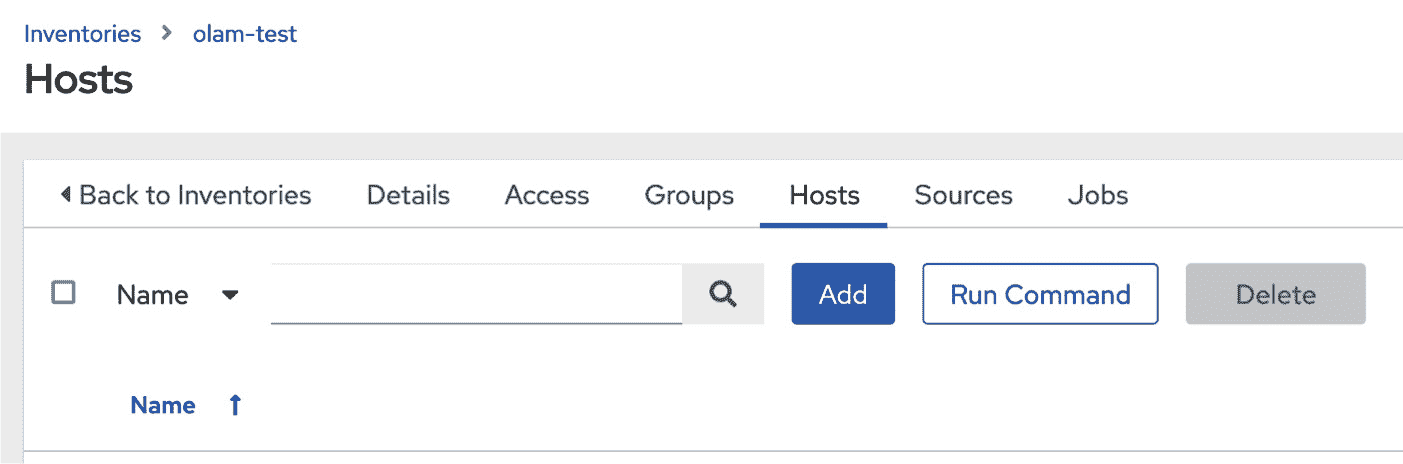 Inventories > olam-test
Hosts
Back to Inventories Details Access Groups Hosts Sources Jobs
Name Add Run Command Delete
Name